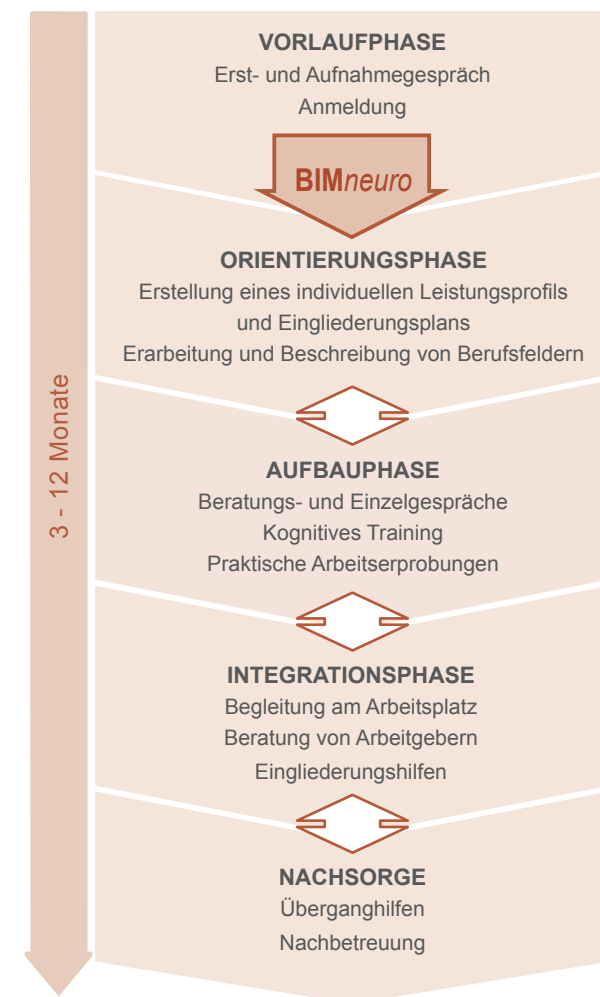 VORLAUFPHASE
Erst- und Aufnahmegespräch
Anmeldung
BIMneuro
ORIENTIERUNGSPHASE
Erstellung eines individuellen Leistungsprofils
und Eingliederungsplans
Erarbeitung und Beschreibung von Berufsfeldern
3 - 12 Monate
AUFBAUPHASE
Beratungs- und Einzelgespräche
Kognitives Training
Praktische Arbeitserprobungen
INTEGRATIONSPHASE
Begleitung am Arbeitsplatz
Beratung von Arbeitgebern
Eingliederungshilfen
NACHSORGE
Überganghilfen
Nachbetreuung